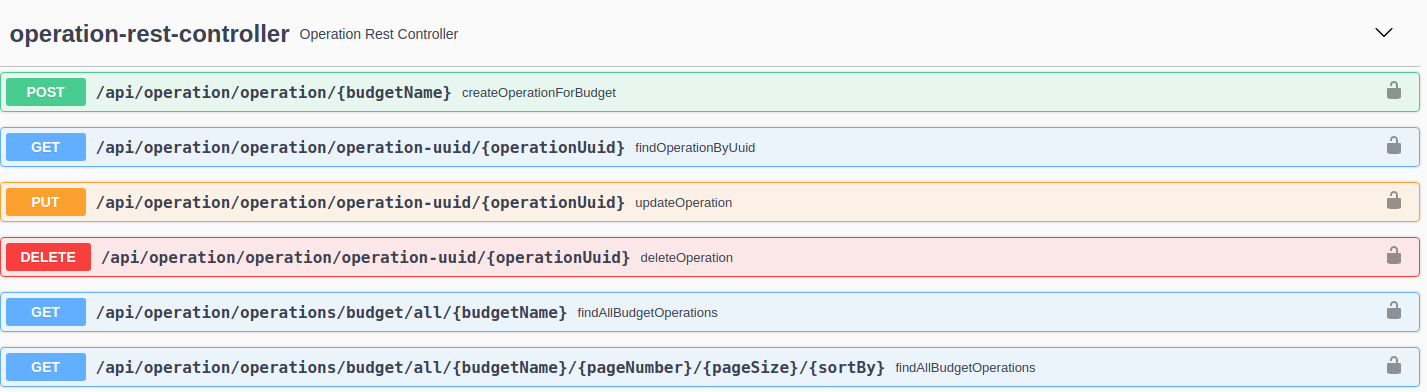 operation-rest-controller Operation Rest Controller
POST /api/operation/operation/{budgetName} createOperationForBudget
GET /api/operation/operation/operation-uuid/{operationUuid} findOperationByUuid
PUT /api/operation/operation/operation-uuid/{operationUuid} updateOperation
DELETE /api/operation/operation/operation-uuid/{operationUuid} deleteOperation
GET /api/operation/operations/budget/all/{budgetName} findAllBudgetOperations
GET /api/operation/operations/budget/all/{budgetName}/{pageNumber}/{pageSize}/{sortBy} findAllBudgetOperations